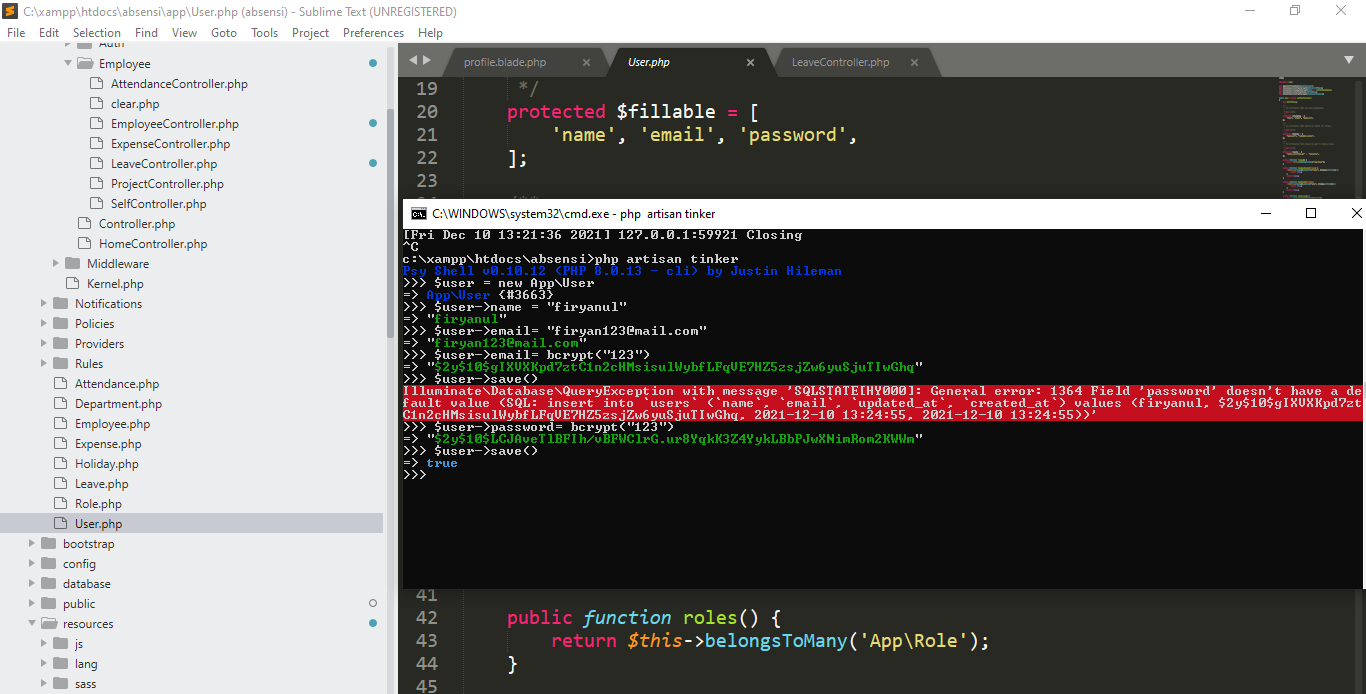 C:\xampp\htdocs\absensi\app\User.php (absensi) - Sublime Text (UNREGISTERED)
File Edit Selection Find View Goto Tools Project Preferences Help
Auth
Employee
AttendanceController.php
clear.php
EmployeeController.php
ExpenseController.php
LeaveController.php
ProjectController.php
SelfController.php
Controller.php
HomeController.php
Middleware
Kernel.php
Notifications
Policies
Providers
Rules
Attendance.php
Department.php
Employee.php
Expense.php
Holiday.php
Leave.php
Role.php
User.php
bootstrap
config
database
public
resources
js
lang
sass
profile.blade.php User.php LeaveController.php
19 */
20 protected $fillable = [
21 'name', 'email', 'password',
22 ];
23
C:\WINDOWS\system32\cmd.exe - php artisan tinker
[Fri Dec 10 13:21:36 2021] 127.0.0.1:59921 Closing
^C
c:\xampp\htdocs\absensi>php artisan tinker
Psy Shell v0.10.12 (PHP 8.0.13 - cli) by Justin Hileman
>>> $user = new App\User
=> App\User {#3663}
>>> $user->name = "firyanul"
=> "firyanul"
>>> $user->email= "firyan123@mail.com"
=> "firyan123@mail.com"
>>> $user->email= bcrypt("123")
=> "$2y$10$gIXVXKpd7ztC1n2cHMsisulWybfLFqVE7HZ5zsjZw6yuSjuTIwGhq"
>>> $user->save()
Illuminate\Database\QueryException with message 'SQLSTATE[HY000]: General error: 1364 Field 'password' doesn't have a de
fault value (SQL: insert into `users` (`name`, `email`, `updated_at`, `created_at`) values (firyanul, $2y$10$gIXVXKpd7zt
C1n2cHMsisulWybfLFqVE7HZ5zsjZw6yuSjuTIwGhq, 2021-12-10 13:24:55, 2021-12-10 13:24:55))'
>>> $user->password= bcrypt("123")
=> "$2y$10$LCJAveTlBFIh/vBFWClrG.ur8YqkK3Z4YykLBbPJwXNimRom2KWWm"
>>> $user->save()
=> true
>>>
41
42 public function roles() {
43 return $this->belongsToMany('App\Role');
44 }
45